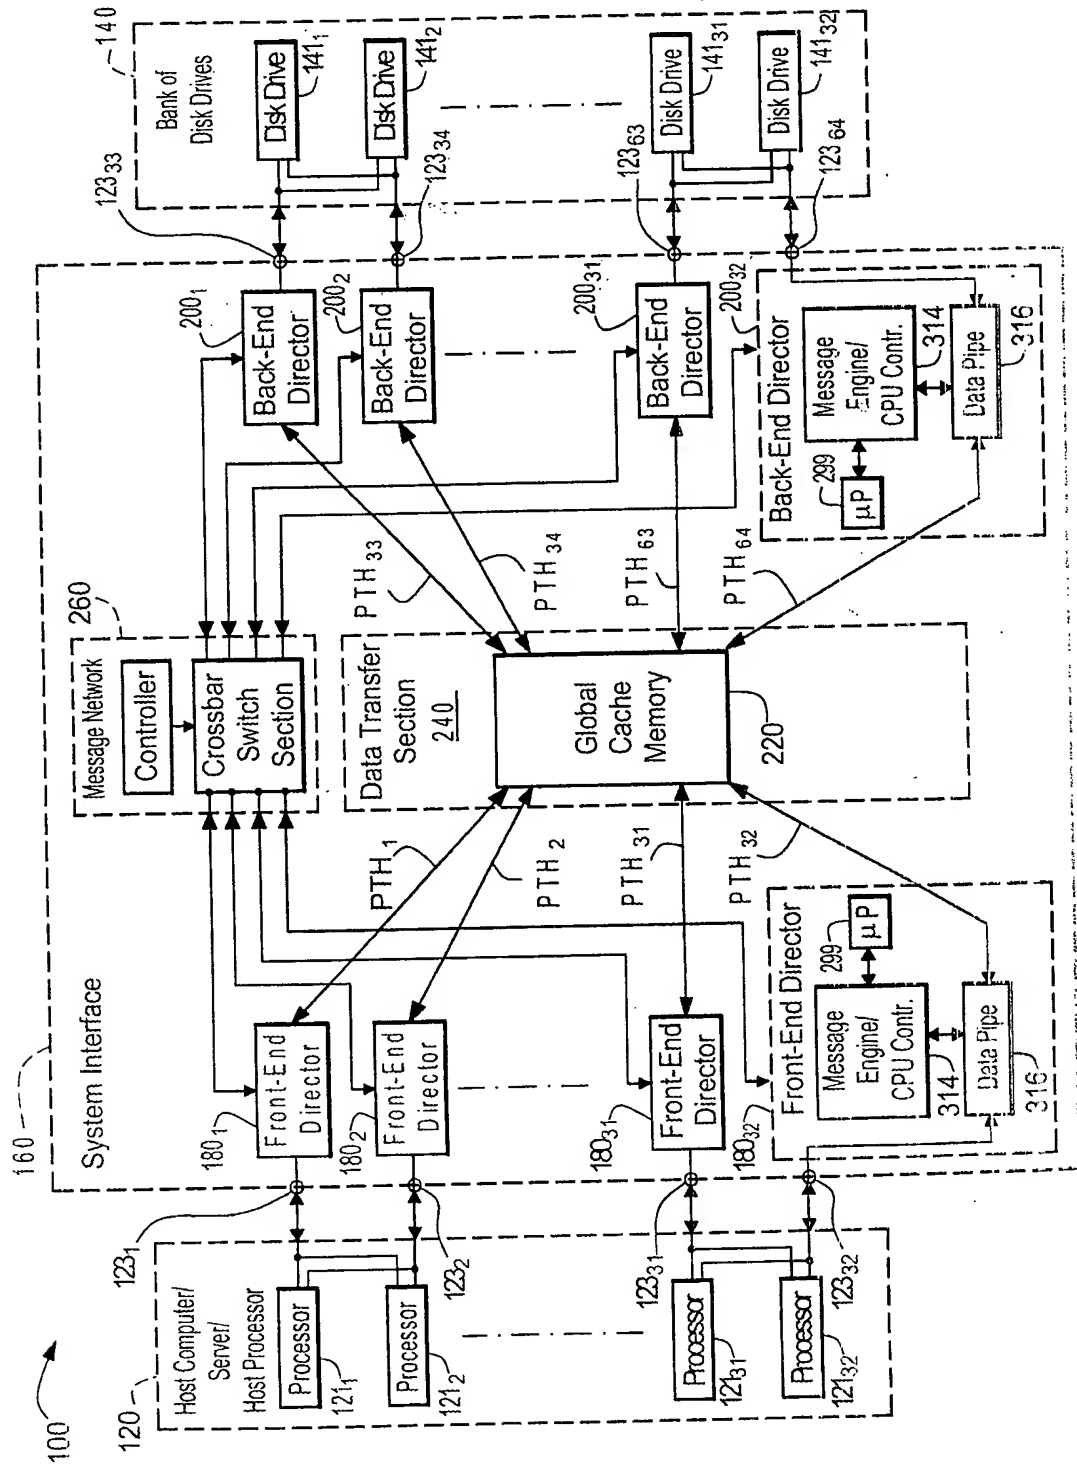 100
120
Host Computer/
Server/
Host Processor
Processor
121₁
Processor
121₂
Processor
121₃₁
Processor
121₃₂
123₁
123₂
123₃₁
123₃₂
160
System Interface
180₁
Front-End
Director
180₂
Front-End
Director
180₃₁
Front-End
Director
180₃₂
Front-End Director
Message
Engine/
CPU Contr.
314
299
μP
Data Pipe
316
PTH₁
PTH₂
PTH₃₁
PTH₃₂
Message Network
260
Controller
Crossbar
Switch
Section
Data Transfer
Section
240
Global
Cache
Memory
220
PTH₃₃
PTH₃₄
PTH₆₃
PTH₆₄
200₁
Back-End
Director
200₂
Back-End
Director
200₃₁
Back-End
Director
200₃₂
Back-End Director
299
μP
Message
Engine/
CPU Contr.
314
Data Pipe
316
123₃₃
123₃₄
123₆₃
123₆₄
140
Bank of
Disk Drives
Disk Drive
141₁
Disk Drive
141₂
Disk Drive
141₃₁
Disk Drive
141₃₂